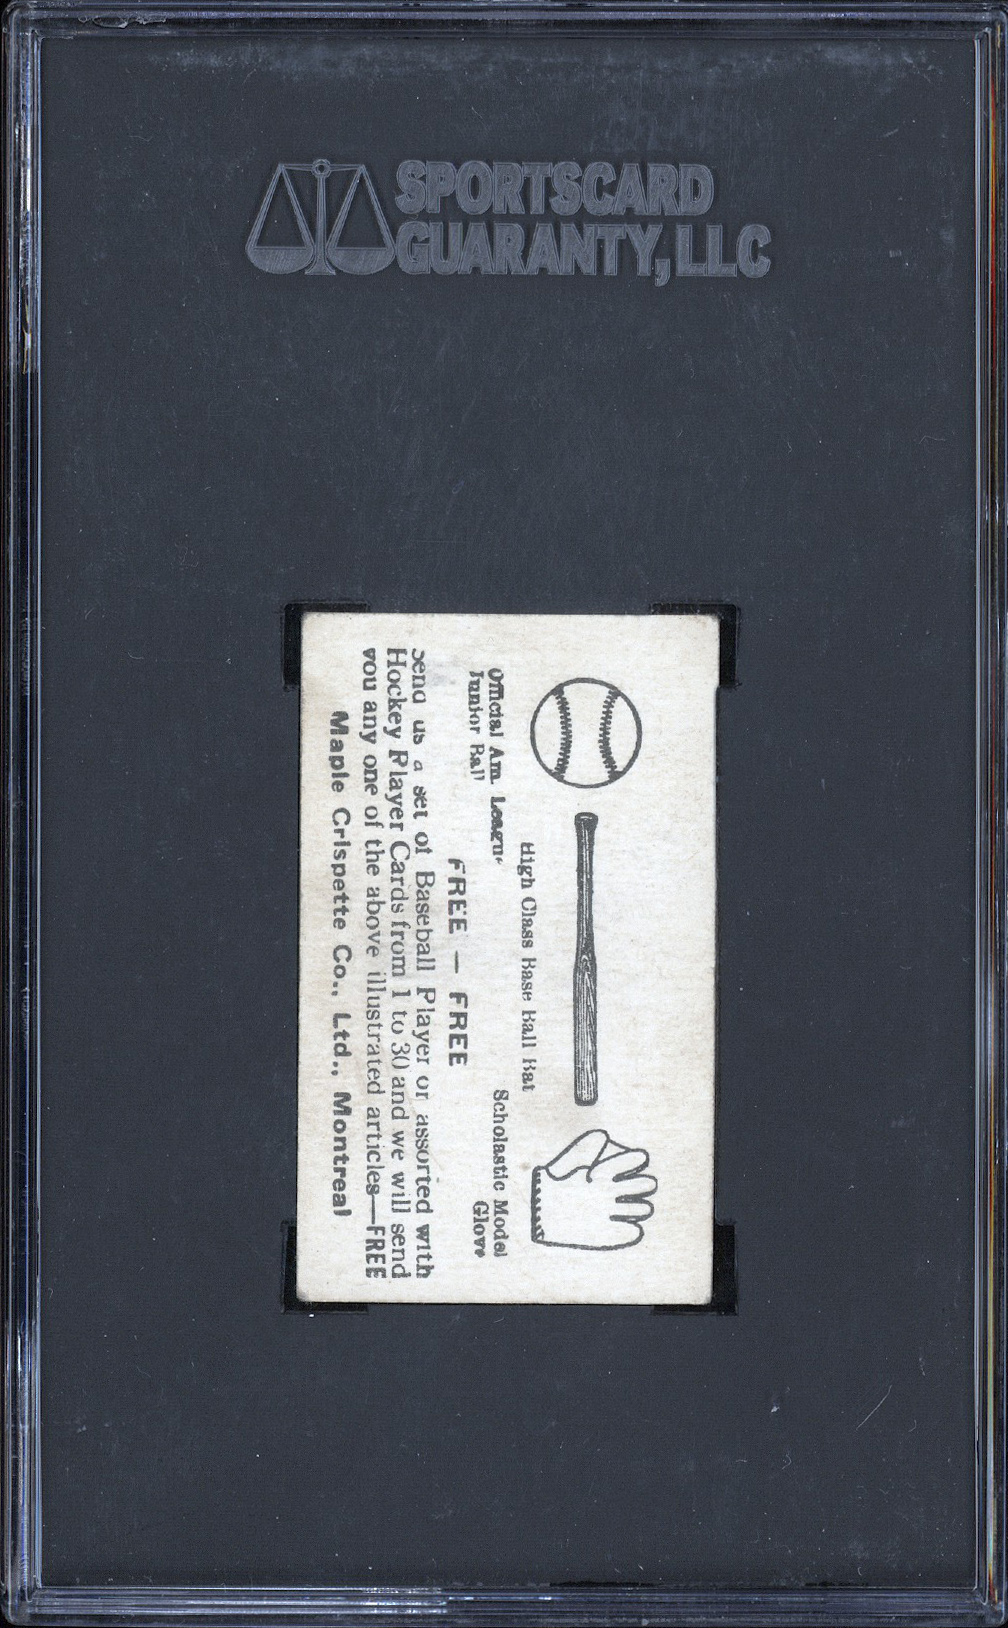 SPORTSCARD
GUARANTY, LLC
Official Am. League
Junior Ball
High Class Base Ball Bat
Scholastic Model
Glove
FREE — FREE
Send us a set of Baseball Player or assorted with
Hockey Player Cards from 1 to 30 and we will send
you any one of the above illustrated articles—FREE
Maple Crispette Co., Ltd., Montreal